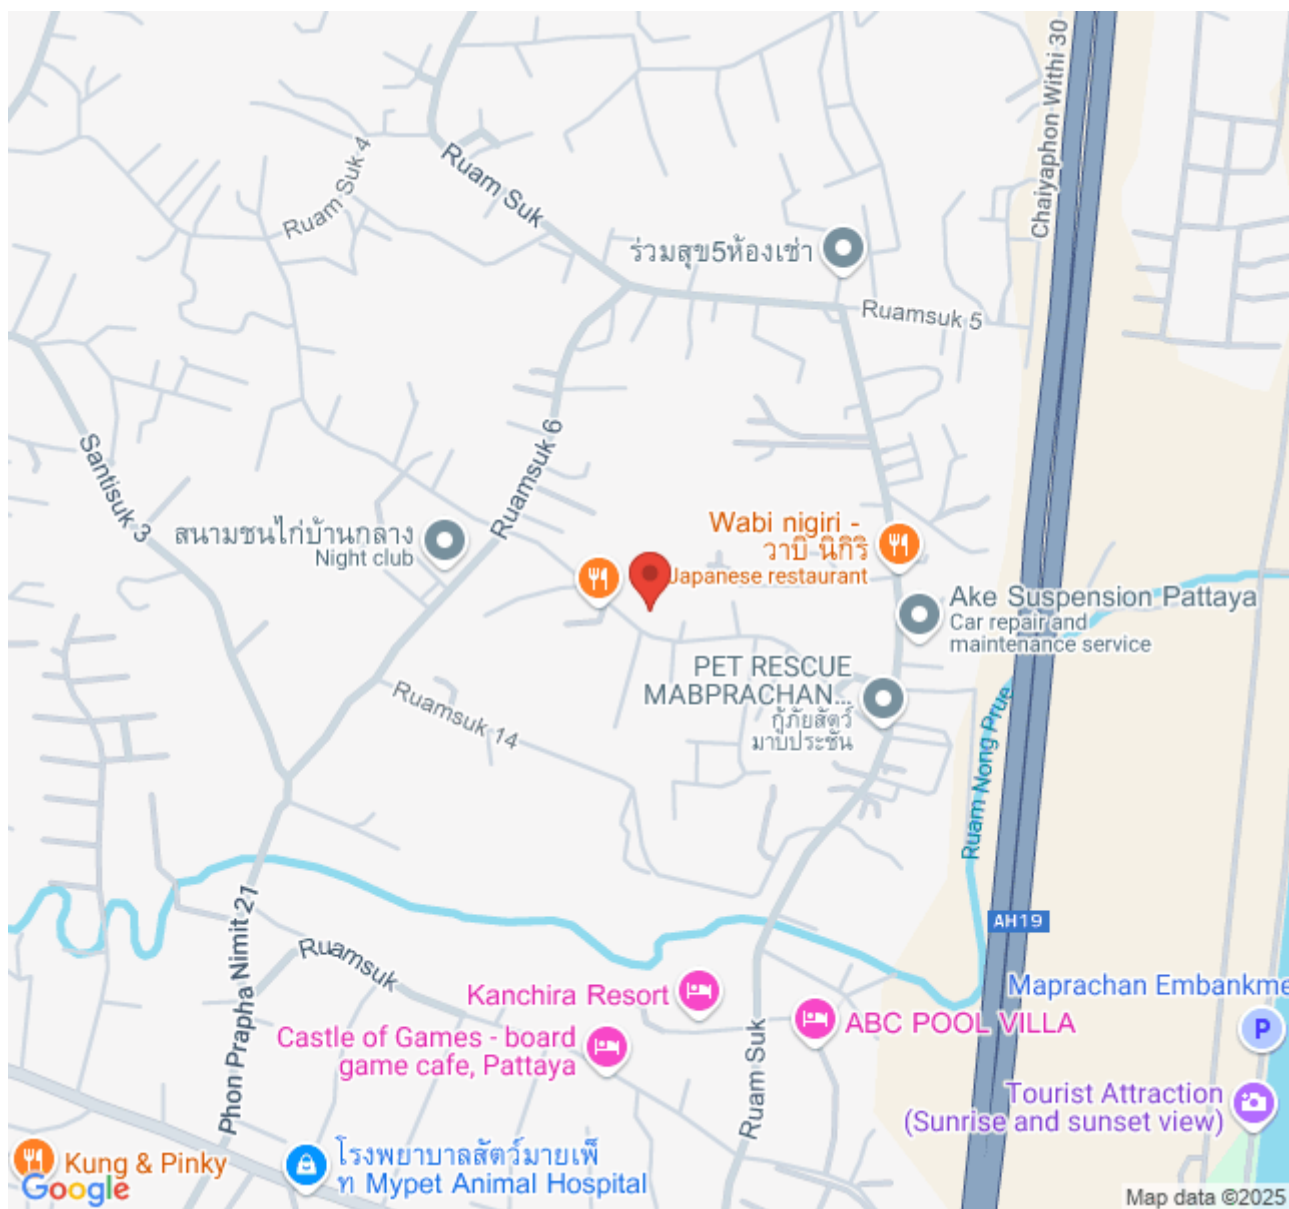 Chaiyaphon Withi 30
Ruam Suk 4
Ruam Suk
ร่วมสุข5ห้องเช่า
Ruamsuk 5
Santisuk 3
Ruamsuk 6
สนามชนไก่บ้านกลาง
Night club
Wabi nigiri -
วาบิ นิกิริ
Japanese restaurant
Ake Suspension Pattaya
Car repair and
maintenance service
PET RESCUE
MABPRACHAN...
กู้ภัยสัตว์
มาบประชัน
Ruamsuk 14
Ruam Nong Prue
Phon Prapha Nimit 21
Ruamsuk
AH19
Kanchira Resort
Maprachan Embankme
ABC POOL VILLA
Castle of Games - board
game cafe, Pattaya
P
Ruam Suk
Tourist Attraction
(Sunrise and sunset view)
Kung & Pinky
โรงพยาบาลสัตว์มายเพ็
ท Mypet Animal Hospital
Google
Map data ©2025